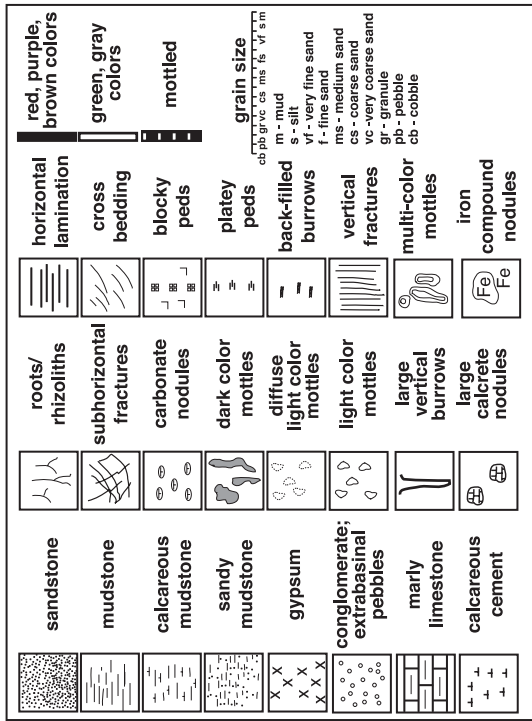 sandstone
mudstone
calcareous
mudstone
sandy
mudstone
gypsum
conglomerate;
extrabasinal
pebbles
marly
limestone
calcareous
cement
roots/
rhizoliths
subhorizontal
fractures
carbonate
nodules
dark color
mottles
diffuse
light color
mottles
light color
mottles
large
vertical
burrows
large
calcrete
nodules
horizontal
lamination
cross
bedding
blocky
peds
platey
peds
back-filled
burrows
vertical
fractures
multi-color
mottles
Fe
Fe
iron
compound
nodules
red, purple,
brown colors
green, gray
colors
mottled
grain size
cb pb gr vc cs ms fs vf s m
m - mud
s - silt
vf - very fine sand
f - fine sand
ms - medium sand
cs - coarse sand
vc -very coarse sand
gr - granule
pb - pebble
cb - cobble